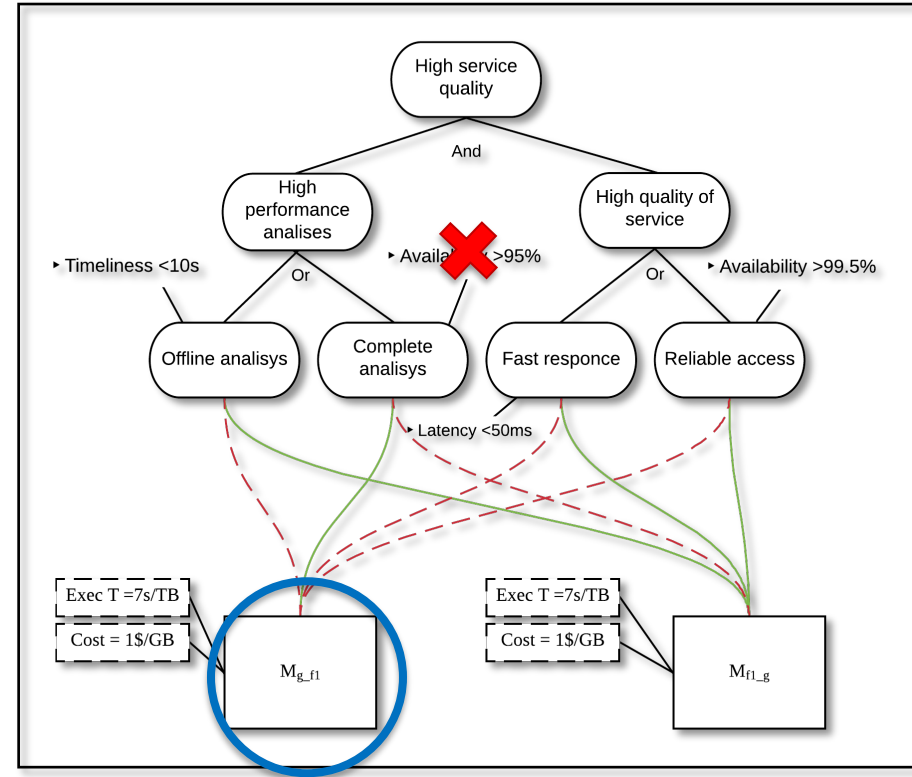 High service
quality
And
High
performance
analises
High quality of
service
‣ Timeliness <10s
Or
‣ >95%
Or
‣ Availability >99.5%
Offline analisys
Complete
analisys
Fast responce
Reliable access
‣ Latency <50ms
Exec T =7s/TB
Cost = 1$/GB
Mg_f1
Exec T =7s/TB
Cost = 1$/GB
Mf1_g